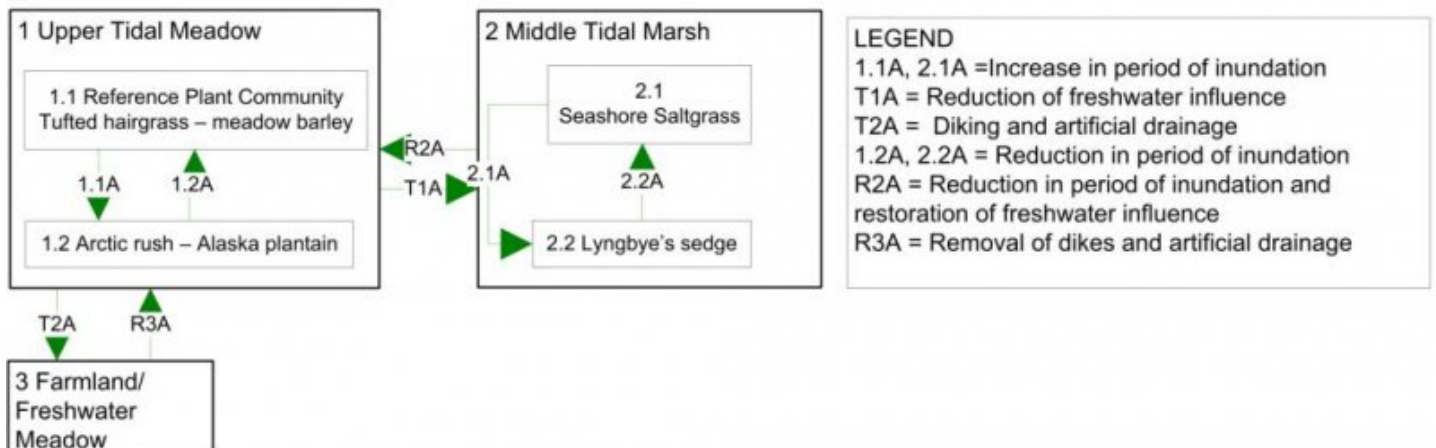 1 Upper Tidal Meadow
1.1 Reference Plant Community
Tufted hairgrass – meadow barley
1.1A
1.2A
1.2 Arctic rush – Alaska plantain
R2A
T1A
2 Middle Tidal Marsh
2.1
Seashore Saltgrass
2.1A
2.2A
2.2 Lyngbye's sedge
T2A
R3A
3 Farmland/
Freshwater
Meadow
LEGEND
1.1A, 2.1A =Increase in period of inundation
T1A = Reduction of freshwater influence
T2A = Diking and artificial drainage
1.2A, 2.2A = Reduction in period of inundation
R2A = Reduction in period of inundation and
restoration of freshwater influence
R3A = Removal of dikes and artificial drainage